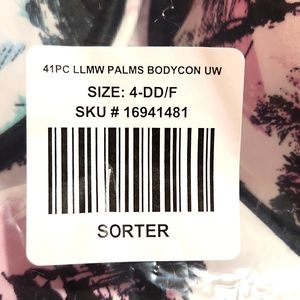 41PC LLMW PALMS BODYCON UW
SIZE: 4-DD/F
SKU # 16941481
SORTER